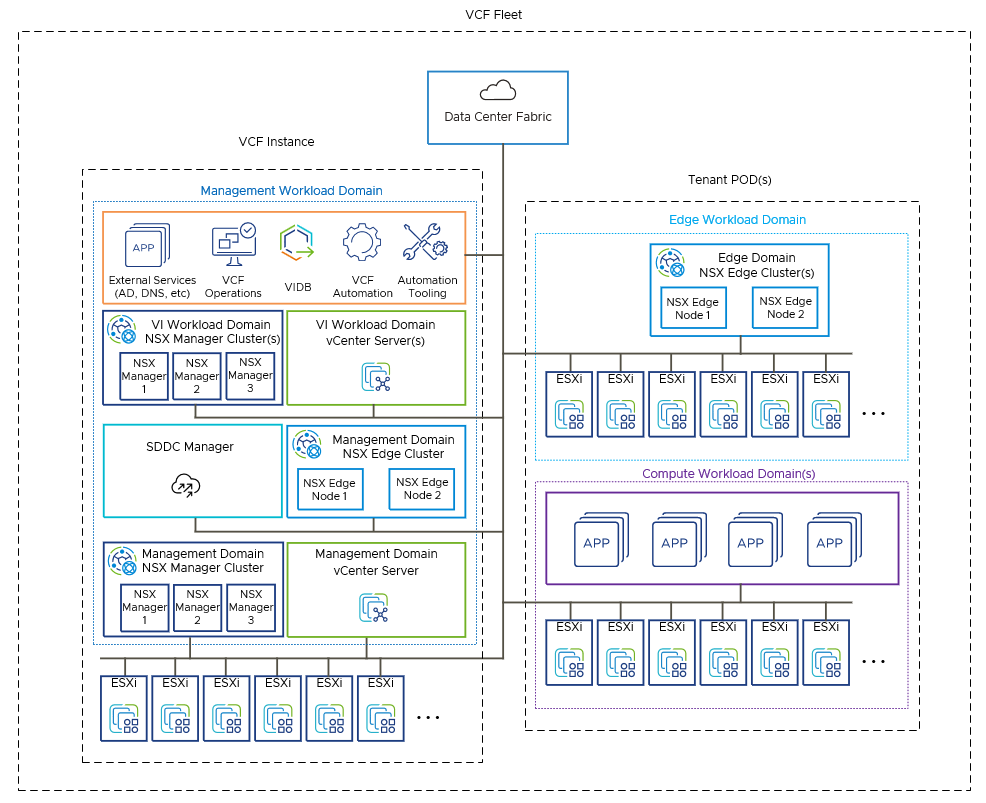 VCF Fleet
Data Center Fabric
VCF Instance
Management Workload Domain
APP
External Services
(AD, DNS, etc)
VCF
Operations
VIDB
VCF
Automation
Automation
Tooling
VI Workload Domain
NSX Manager Cluster(s)
NSX
Manager
1
NSX
Manager
2
NSX
Manager
3
VI Workload Domain
vCenter Server(s)
SDDC Manager
Management Domain
NSX Edge Cluster
NSX Edge
Node 1
NSX Edge
Node 2
Management Domain
NSX Manager Cluster
NSX
Manager
1
NSX
Manager
2
NSX
Manager
3
Management Domain
vCenter Server
ESXi
ESXi
ESXi
ESXi
ESXi
ESXi
...
Tenant POD(s)
Edge Workload Domain
Edge Domain
NSX Edge Cluster(s)
NSX Edge
Node 1
NSX Edge
Node 2
ESXi
ESXi
ESXi
ESXi
ESXi
ESXi
...
Compute Workload Domain(s)
APP
APP
APP
APP
ESXi
ESXi
ESXi
ESXi
ESXi
ESXi
...